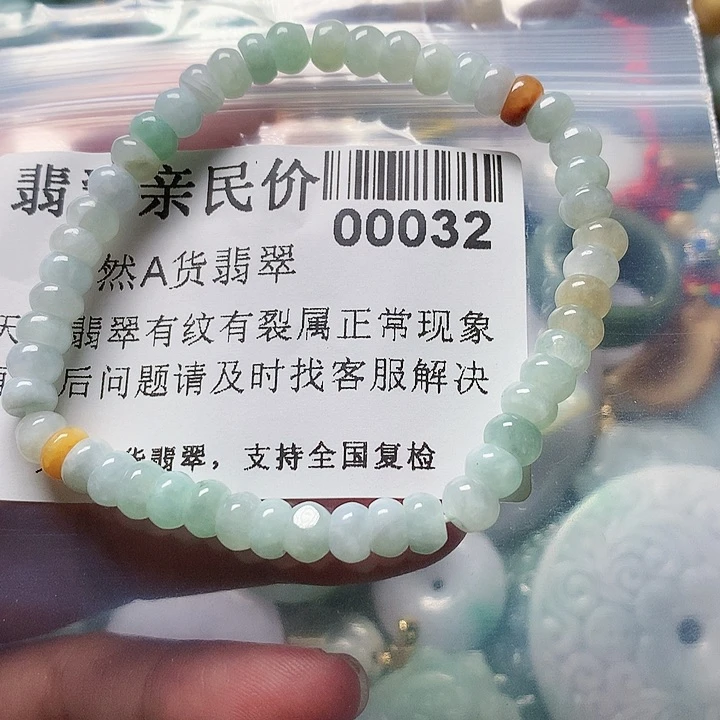 翡 亲民价
00032
然A货翡翠
天 翡翠有纹有裂属正常现象
后问题请及时找客服解决
货翡翠，支持全国复检